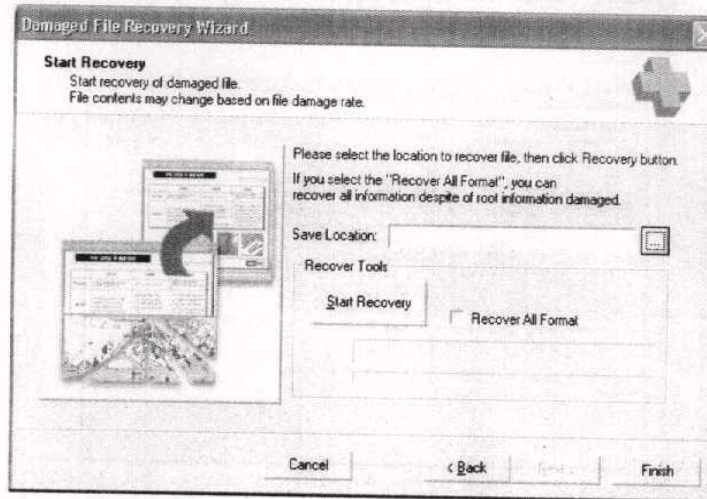 Damaged File Recovery Wizard
Start Recovery
Start recovery of damaged file.
File contents may change based on file damage rate.
Please select the location to recover file, then click Recovery button.
If you select the "Recover All Format", you can
recover all information despite of root information damaged.
Save Location:
...
Recover Tools
Start Recovery
Recover All Format
Cancel
< Back
Finish